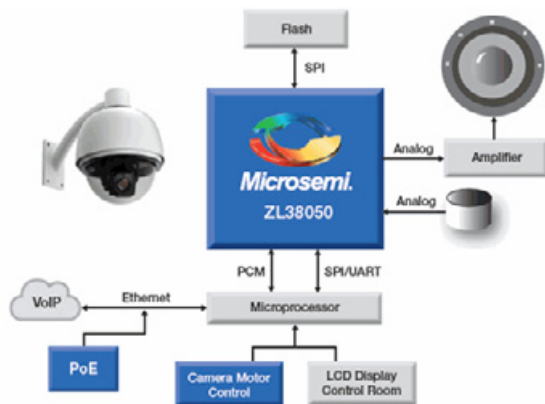 Flash
SPI
Microsemi.
ZL38050
Analog
Amplifier
Analog
PCM
SPI/UART
VoIP
Ethernet
Microprocessor
PoE
Camera Motor
Control
LCD Display
Control Room